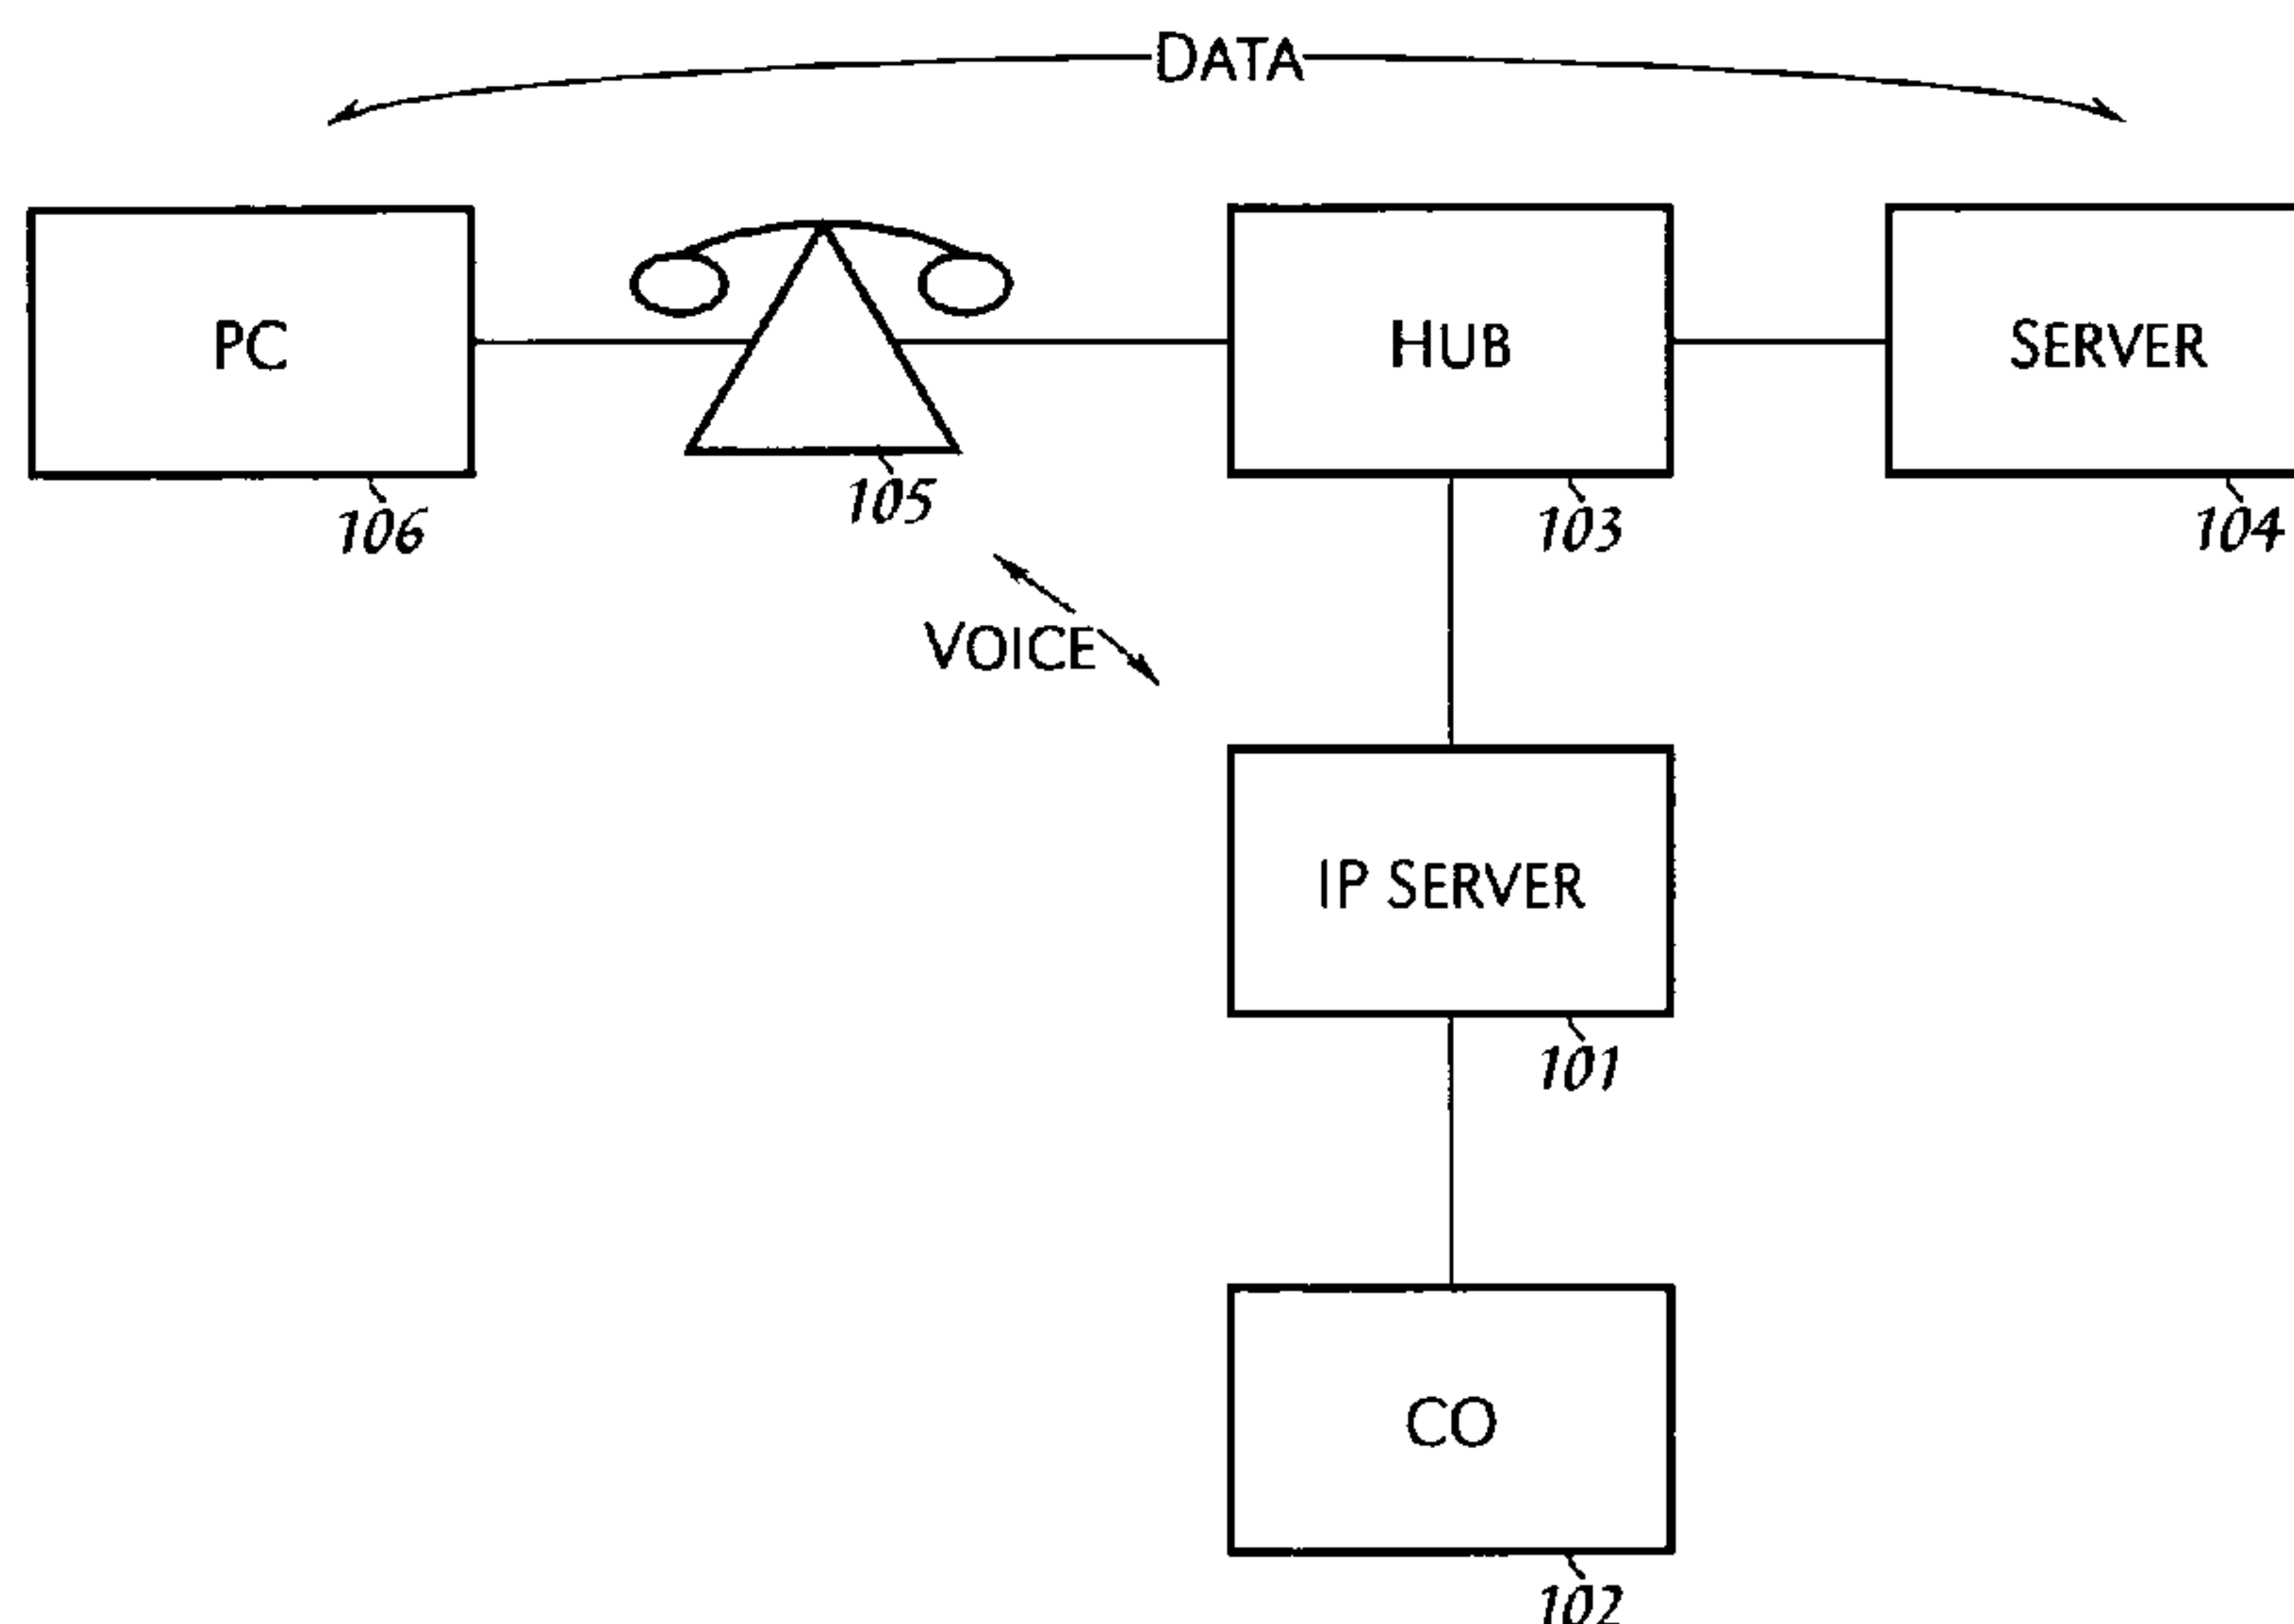 DATA
PC
HUB
SERVER
106
105
103
104
VOICE
IP SERVER
101
CO
102